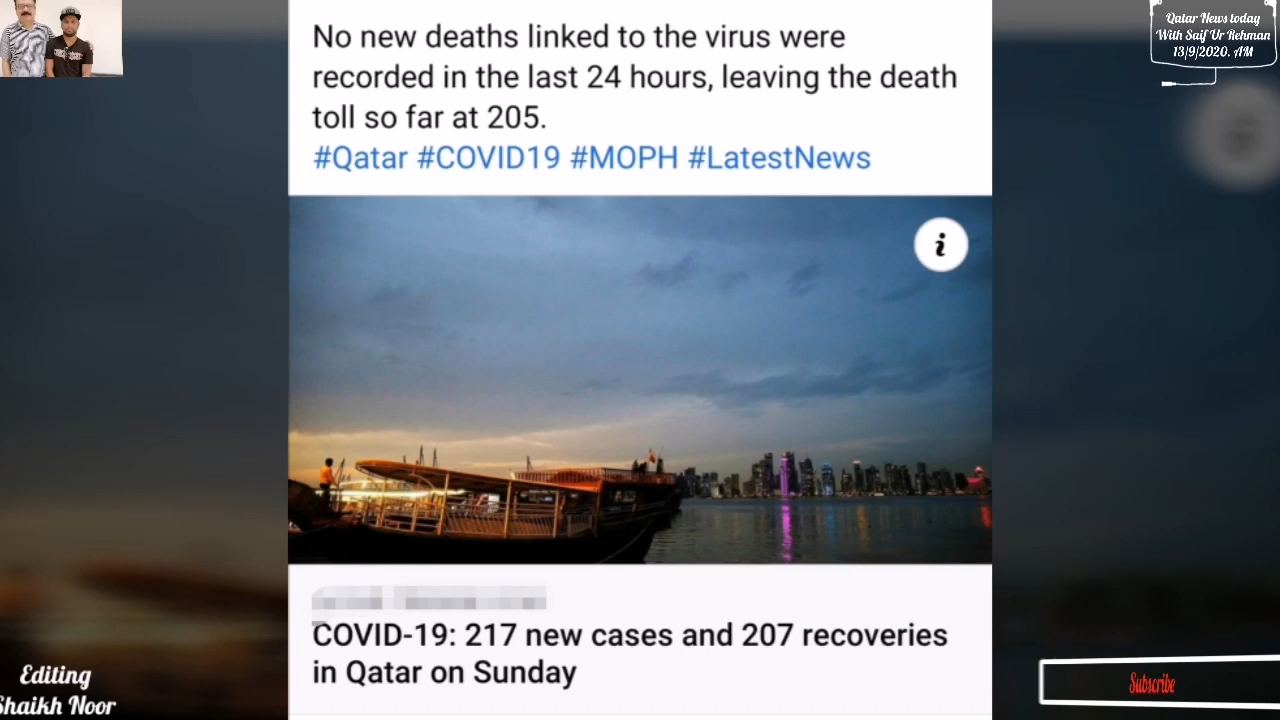 Qatar News today
With Saif Ur Rehman
13/9/2020. AM
No new deaths linked to the virus were
recorded in the last 24 hours, leaving the death
toll so far at 205.
#Qatar #COVID19 #MOPH #LatestNews
i
COVID-19: 217 new cases and 207 recoveries
in Qatar on Sunday
Editing
Shaikh Noor
Subscribe